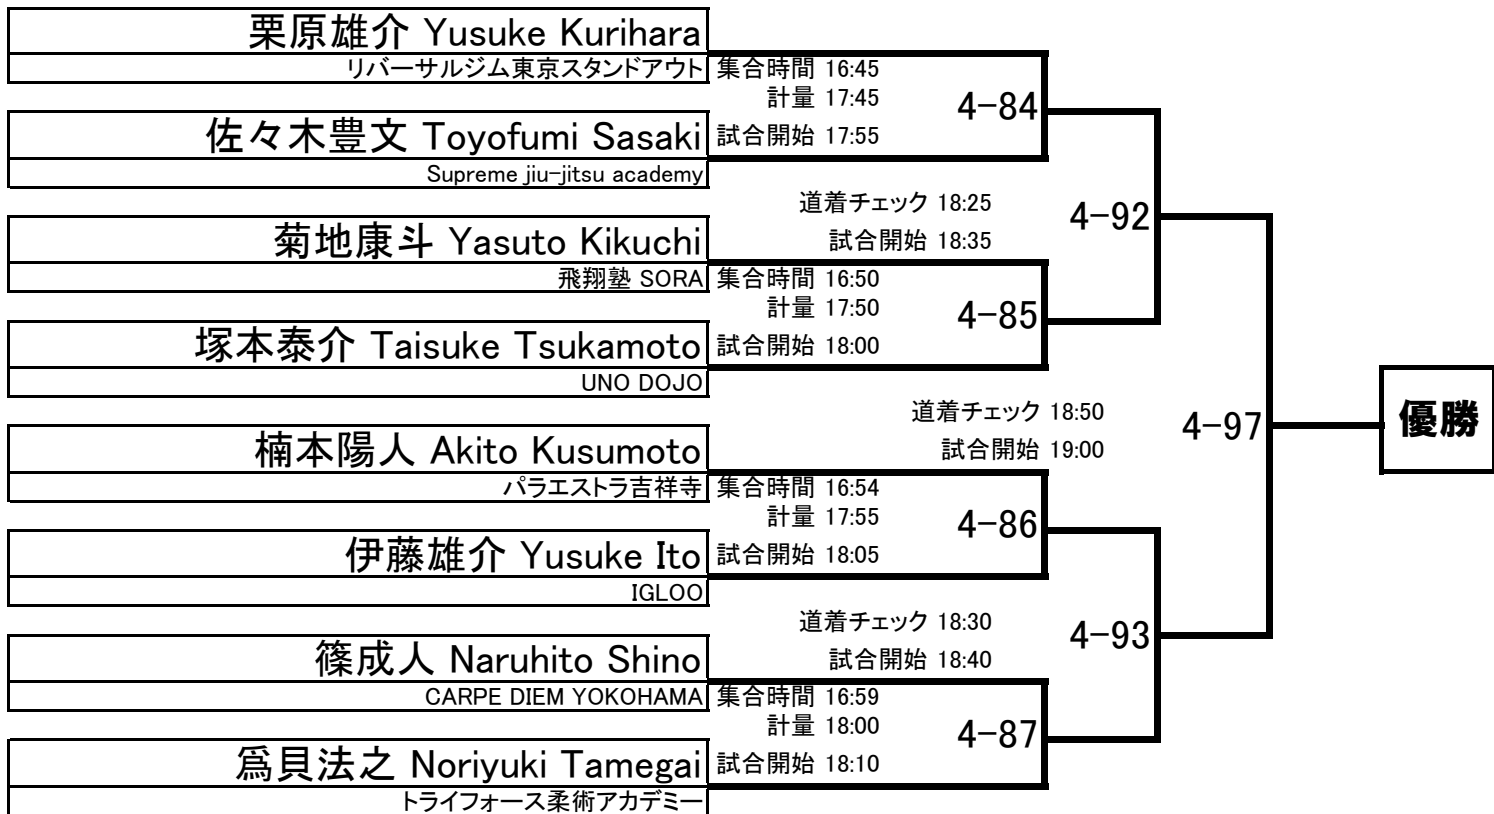 栗原雄介 Yusuke Kurihara
リバーサルジム東京スタンドアウト
集合時間 16:45
計量 17:45
4-84
佐々木豊文 Toyofumi Sasaki
試合開始 17:55
Supreme jiu-jitsu academy
道着チェック 18:25
4-92
試合開始 18:35
菊地康斗 Yasuto Kikuchi
飛翔塾 SORA
集合時間 16:50
計量 17:50
4-85
塚本泰介 Taisuke Tsukamoto
試合開始 18:00
UNO DOJO
道着チェック 18:50
4-97
試合開始 19:00
優勝
楠本陽人 Akito Kusumoto
パラエストラ吉祥寺
集合時間 16:54
計量 17:55
4-86
伊藤雄介 Yusuke Ito
試合開始 18:05
IGLOO
道着チェック 18:30
4-93
試合開始 18:40
篠成人 Naruhito Shino
CARPE DIEM YOKOHAMA
集合時間 16:59
計量 18:00
4-87
爲貝法之 Noriyuki Tamegai
試合開始 18:10
トライフォース柔術アカデミー